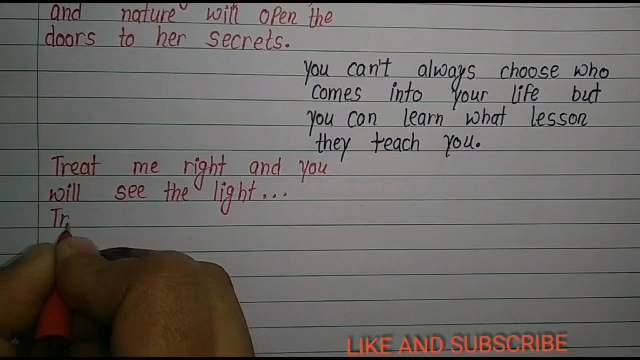 and nature will open the
doors to her secrets.
you can't always choose who
comes into your life but
you can learn what lesson
they teach you.
Treat me right and you
will see the light...
Tr
LIKE AND SUBSCRIBE